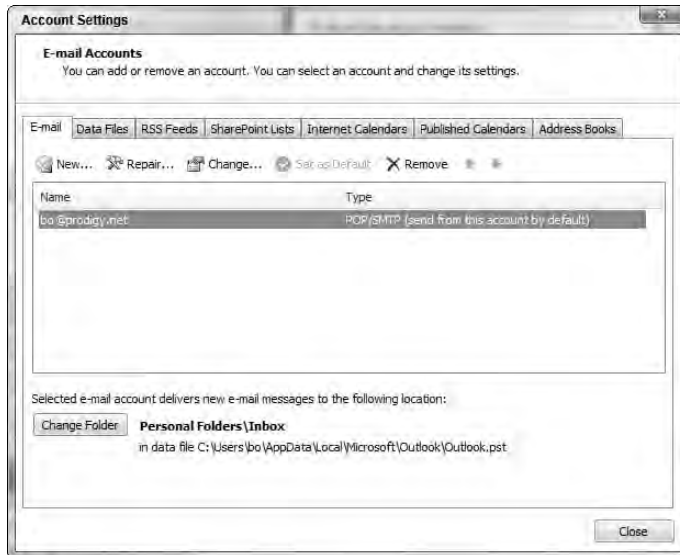 Account Settings
E-mail Accounts
You can add or remove an account. You can select an account and change its settings.
E-mail Data Files RSS Feeds SharePoint Lists Internet Calendars Published Calendars Address Books
New... Repair... Change... Set as Default Remove
Name Type
bo@prodigy.net POP/SMTP (send from this account by default)
Selected e-mail account delivers new e-mail messages to the following location:
Change Folder Personal Folders\Inbox
in data file C:\Users\bo\AppData\Local\Microsoft\Outlook\Outlook.pst
Close